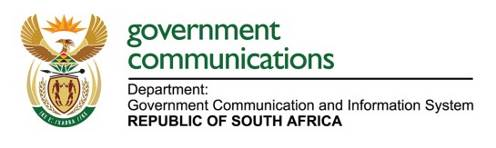 government
communications
Department:
Government Communication and Information System
REPUBLIC OF SOUTH AFRICA